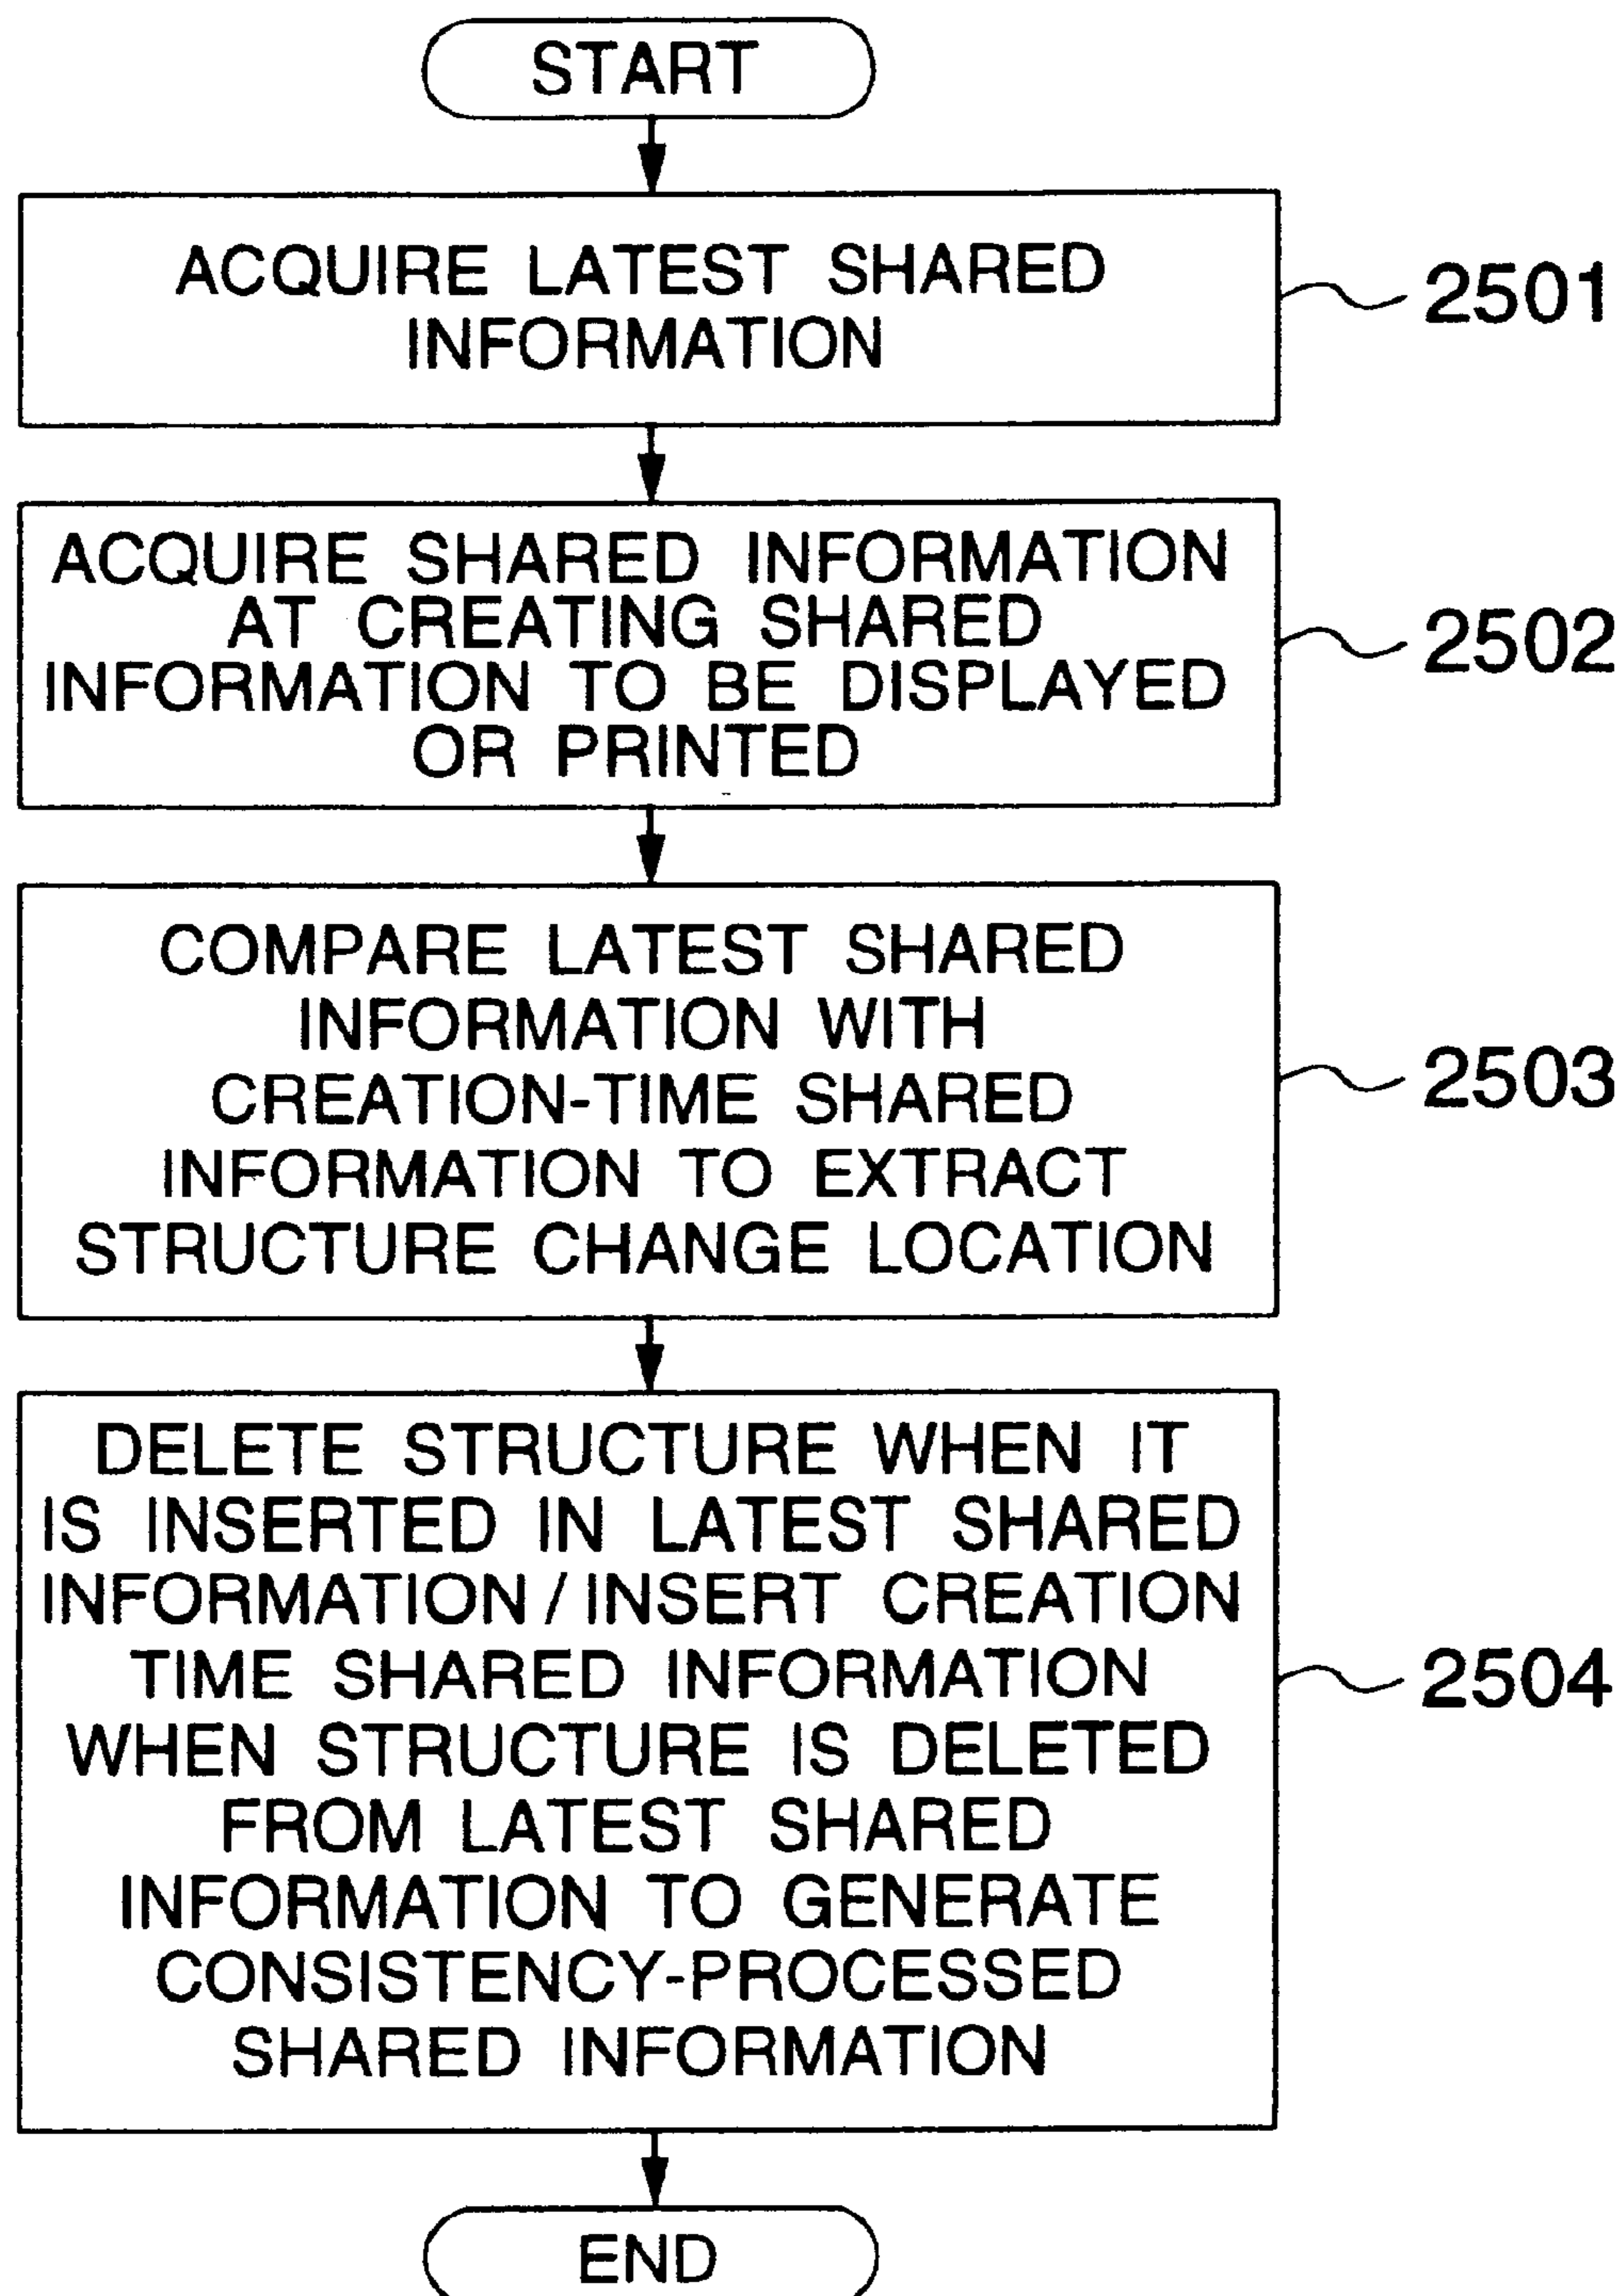 START
ACQUIRE LATEST SHARED
INFORMATION
2501
ACQUIRE SHARED INFORMATION
AT CREATING SHARED
INFORMATION TO BE DISPLAYED
OR PRINTED
2502
COMPARE LATEST SHARED
INFORMATION WITH
CREATION-TIME SHARED
INFORMATION TO EXTRACT
STRUCTURE CHANGE LOCATION
2503
DELETE STRUCTURE WHEN IT
IS INSERTED IN LATEST SHARED
INFORMATION / INSERT CREATION
TIME SHARED INFORMATION
WHEN STRUCTURE IS DELETED
FROM LATEST SHARED
INFORMATION TO GENERATE
CONSISTENCY-PROCESSED
SHARED INFORMATION
2504
END